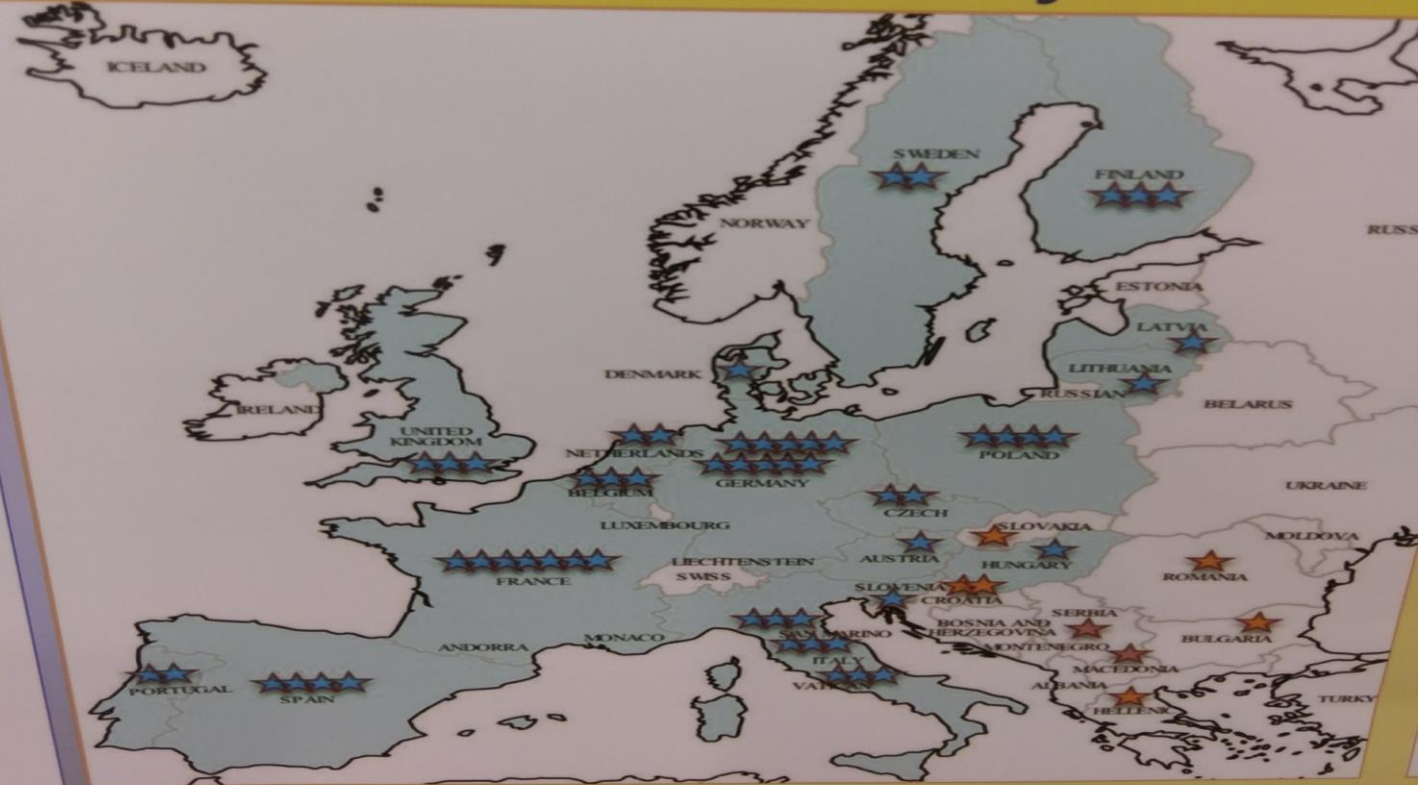 ICELAND
SWEDEN
FINLAND
NORWAY
ESTONIA
LATVIA
DENMARK
LITHUANIA
RUSSIAN
BELARUS
IRELAND
UNITED
KINGDOM
NETHERLANDS
POLAND
GERMANY
BELGIUM
UKRAINE
CZECH
LUXEMBOURG
SLOVAKIA
MOLDOVA
AUSTRIA
HUNGARY
LIECHTENSTEIN
SWISS
ROMANIA
FRANCE
SLOVENIA
CROATIA
SERBIA
BOSNIA AND
HERZEGOVINA
SAN MARINO
MONACO
BULGARIA
ANDORRA
MONTENEGRO
ITALY
MACEDONIA
VATICAN
ALBANIA
PORTUGAL
SPAIN
TURKY
HELLENIC